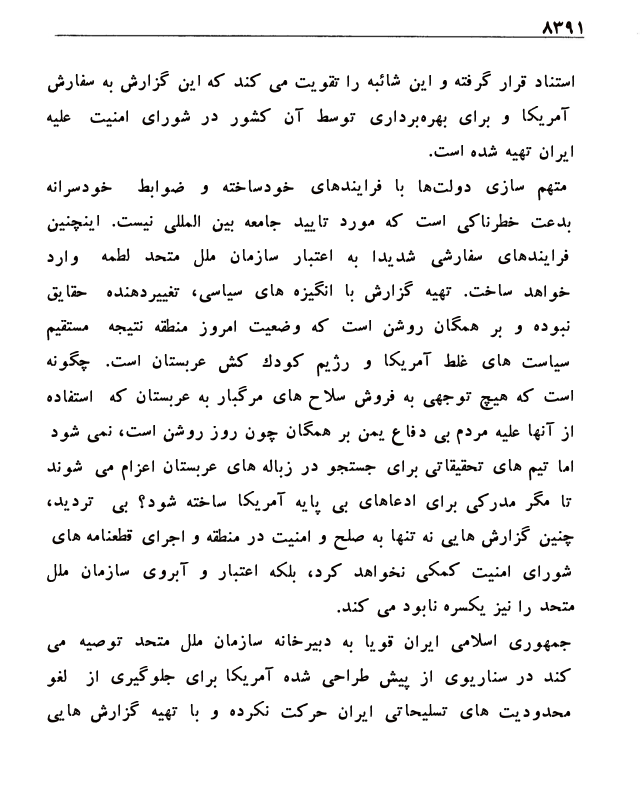 ۸۳۹۱
استناد قرار گرفته و این شائبه را تقویت می کند که این گزارش به سفارش
آمریکا و برای بهره‌برداری توسط آن کشور در شورای امنیت علیه
ایران تهیه شده است.
متهم سازی دولت‌ها با فرایندهای خودساخته و ضوابط خودسرانه
بدعت خطرناکی است که مورد تایید جامعه بین المللی نیست. اینچنین
فرایندهای سفارشی شدیدا به اعتبار سازمان ملل متحد لطمه وارد
خواهد ساخت. تهیه گزارش با انگیزه های سیاسی، تغییردهنده حقایق
نبوده و بر همگان روشن است که وضعیت امروز منطقه نتیجه مستقیم
سیاست های غلط آمریکا و رژیم کودك کش عربستان است. چگونه
است که هیچ توجهی به فروش سلاح های مرگبار به عربستان که استفاده
از آنها علیه مردم بی دفاع یمن بر همگان چون روز روشن است، نمی شود
اما تیم های تحقیقاتی برای جستجو در زباله های عربستان اعزام می شوند
تا مگر مدرکی برای ادعاهای بی پایه آمریکا ساخته شود؟ بی تردید،
چنین گزارش هایی نه تنها به صلح و امنیت در منطقه و اجرای قطعنامه های
شورای امنیت کمکی نخواهد کرد، بلکه اعتبار و آبروی سازمان ملل
متحد را نیز یکسره نابود می کند.
جمهوری اسلامی ایران قویا به دبیرخانه سازمان ملل متحد توصیه می
کند در سناریوی از پیش طراحی شده آمریکا برای جلوگیری از لغو
محدودیت های تسلیحاتی ایران حرکت نکرده و با تهیه گزارش هایی